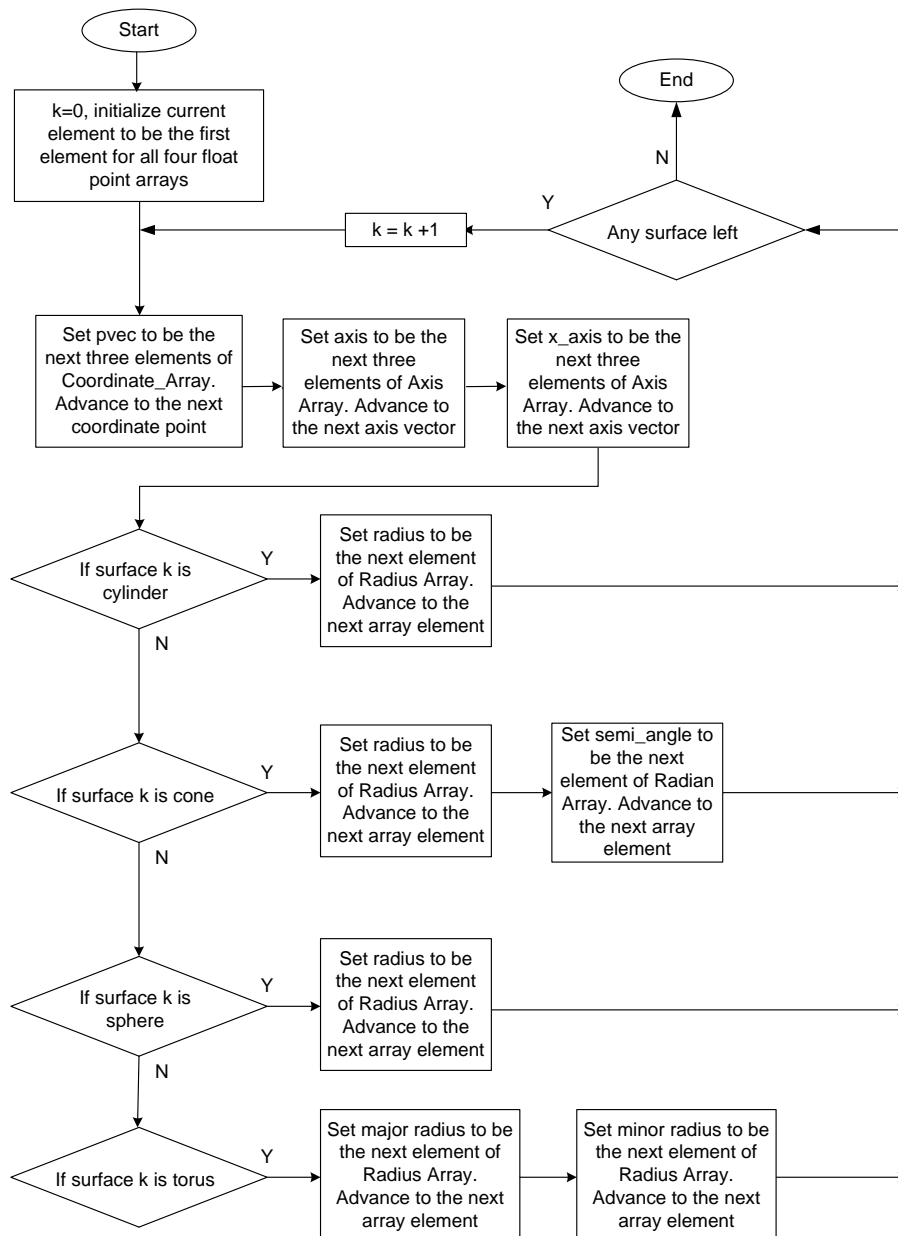 Start
k=0, initialize current
element to be the first
element for all four float
point arrays
End
N
Y
Any surface left
k = k +1
Set pvec to be the
next three elements of
Coordinate_Array.
Advance to the next
coordinate point
Set axis to be the
next three
elements of Axis
Array. Advance to
the next axis vector
Set x_axis to be the
next three
elements of Axis
Array. Advance to
the next axis vector
If surface k is
cylinder
Y
N
Set radius to be
the next element
of Radius Array.
Advance to the
next array element
If surface k is cone
Y
N
Set radius to be
the next element
of Radius Array.
Advance to the
next array element
Set semi_angle to
be the next
element of Radian
Array. Advance to
the next array
element
If surface k is
sphere
Y
N
Set radius to be
the next element
of Radius Array.
Advance to the
next array element
If surface k is torus
Y
Set major radius to be
the next element of
Radius Array.
Advance to the next
array element
Set minor radius to be
the next element of
Radius Array.
Advance to the next
array element